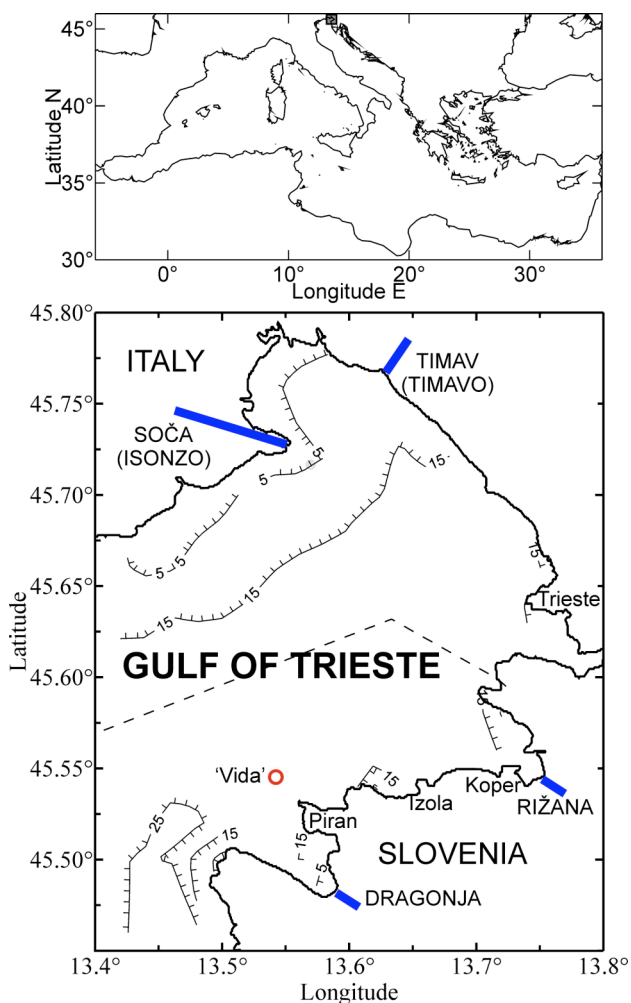 45°
40°
35°
30°
Latitude N
0°
10°
20°
30°
Longitude E
45.80°
45.75°
45.70°
45.65°
45.60°
45.55°
45.50°
Latitude
ITALY
TIMAV
(TIMAVO)
SOČA
(ISONZO)
5
5
5
5
15
15
15
15
15
Trieste
GULF OF TRIESTE
'Vida'
15
Izola
Koper
RIŽANA
Piran
25
15
15
5
SLOVENIA
DRAGONJA
13.4°
13.5°
13.6°
13.7°
13.8°
Longitude